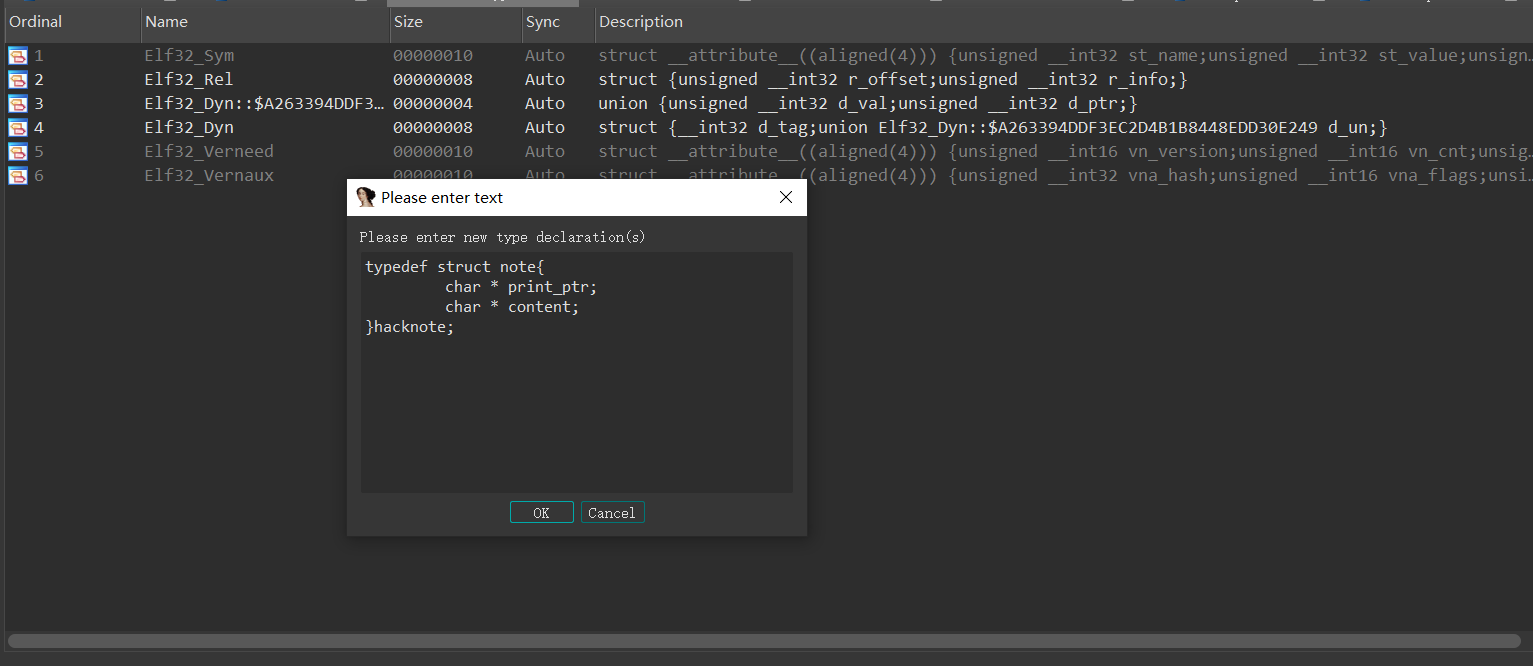 Ordinal Name Size Sync Description
1 Elf32_Sym 00000010 Auto struct __attribute__((aligned(4))) {unsigned __int32 st_name;unsigned __int32 st_value;unsign…
2 Elf32_Rel 00000008 Auto struct {unsigned __int32 r_offset;unsigned __int32 r_info;}
3 Elf32_Dyn::$A263394DDF3… 00000004 Auto union {unsigned __int32 d_val;unsigned __int32 d_ptr;}
4 Elf32_Dyn 00000008 Auto struct {__int32 d_tag;union Elf32_Dyn::$A263394DDF3EC2D4B1B8448EDD30E249 d_un;}
5 Elf32_Verneed 00000010 Auto struct __attribute__((aligned(4))) {unsigned __int16 vn_version;unsigned __int16 vn_cnt;unsig…
6 Elf32_Vernaux 00000010 Auto struct __attribute__((aligned(4))) {unsigned __int32 vna_hash;unsigned __int16 vna_flags;unsi…
Please enter text
Please enter new type declaration(s)
typedef struct note{
char * print_ptr;
char * content;
}hacknote;
OK Cancel